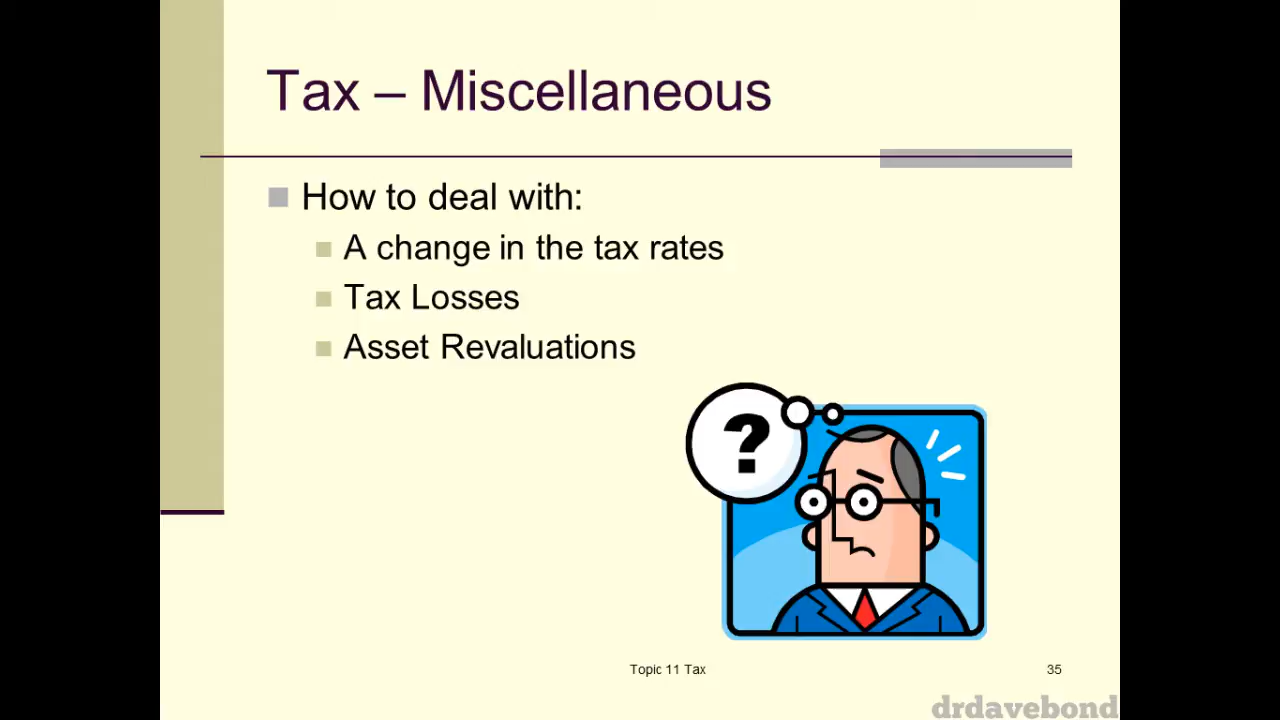 Tax – Miscellaneous
How to deal with:
A change in the tax rates
Tax Losses
Asset Revaluations
?
Topic 11 Tax
35
drdavebond